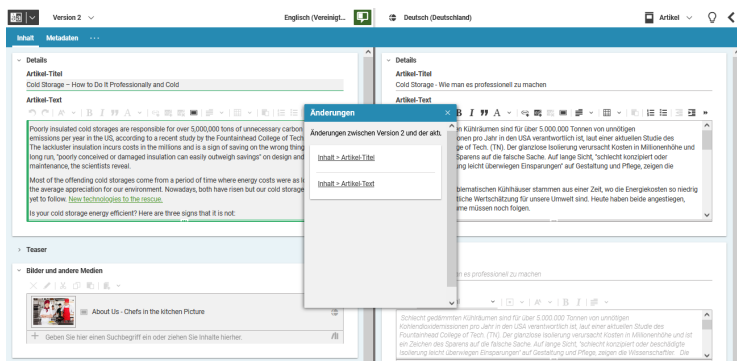 Version 2
Englisch (Vereinigt...
Deutsch (Deutschland)
Artikel
Inhalt Metadaten ...
Details
Artikel-Titel
Cold Storage – How to Do It Professionally and Cold
Artikel-Text
Poorly insulated cold storages are responsible for over 5,000,000 tons of unnecessary carbon
emissions per year in the US, according to a recent study by the Fountainhead College of Tech
The lackluster insulation incurs costs in the millions and is a sign of saving on the wrong thing
long run, "poorly conceived or damaged insulation can easily outweigh savings" on design and
maintenance, the scientists reveal.
Most of the offending cold storages come from a period of time where energy costs were as l
the average appreciation for our environment. Nowadays, both have risen but our cold storage
yet to follow. New technologies to the rescue.
Is your cold storage energy efficient? Here are three signs that it is not:
Teaser
Bilder und andere Medien
About Us - Chefs in the kitchen Picture
Geben Sie hier einen Suchbegriff ein oder ziehen Sie Inhalte hierher.
Änderungen
Änderungen zwischen Version 2 und der aktu
Inhalt > Artikel-Titel
Inhalt > Artikel-Text
Details
Artikel-Titel
Cold Storage - Wie man es professionell zu machen
Artikel-Text
n Kühlräumen sind für über 5.000.000 Tonnen von unnötigen
onen pro Jahr in den USA verantwortlich ist, laut einer aktuellen Studie des
ge of Tech. (TN). Der glanzlose Isolierung verursacht Kosten in Millionenhöhe und
Sparens auf die falsche Sache. Auf lange Sicht, "schlecht konzipiert oder
ung leicht überwiegen Einsparungen" auf Gestaltung und Pflege, zeigen die
blematischen Kühlhäuser stammen aus einer Zeit, wo die Energiekosten so niedrig
tliche Wertschätzung für unsere Umwelt sind. Heute haben beide angestiegen,
me müssen noch folgen.
n es professionell zu machen
Schlecht gedämmten Kühlräumen sind für über 5.000.000 Tonnen von unnötigen
Kohlendioxidemissionen pro Jahr in den USA verantwortlich ist, laut einer aktuellen Studie des
Fountainhead College of Tech. (TN). Der glanzlose Isolierung verursacht Kosten in Millionenhöhe und ist
ein Zeichen des Sparens auf die falsche Sache. Auf lange Sicht, "schlecht konzipiert oder beschädigte
Isolierung leicht überwiegen Einsparungen" auf Gestaltung und Pflege, zeigen die Wissenschaftler. Die